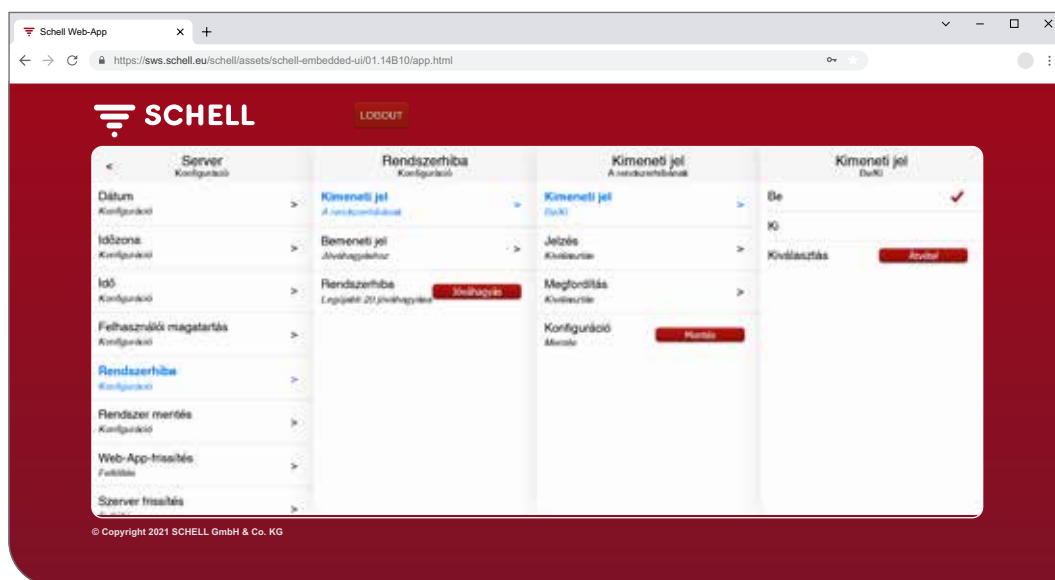 Schell Web-App
https://sws.schell.eu/schell/assets/schell-embedded-ui/01.14B10/app.html
SCHELL
LOGOUT
<
Server
Konfiguráció
Dátum
Konfiguráció
>
Időzóna
Konfiguráció
>
Idő
Konfiguráció
>
Felhasználói magatartás
Konfiguráció
>
Rendszerhiba
Konfiguráció
>
Rendszer mentés
Konfiguráció
>
Web-App-frissítés
Feltöltés
>
Szerver frissítés
>
Rendszerhiba
Konfiguráció
Kimeneti jel
A rendszerhibának
>
Bemeneti jel
Jóváhagyáshoz
>
Rendszerhiba
Legújabb 20 jóváhagyása
Jóváhagyás
Kimeneti jel
A rendszerhibának
Kimeneti jel
Be/Ki
>
Jelzés
Kiválasztás
>
Megfordítás
Kiválasztás
>
Konfiguráció
Mentés
Mentés
Kimeneti jel
Be/Ki
Be
Ki
Kiválasztás
Átvétel
© Copyright 2021 SCHELL GmbH & Co. KG